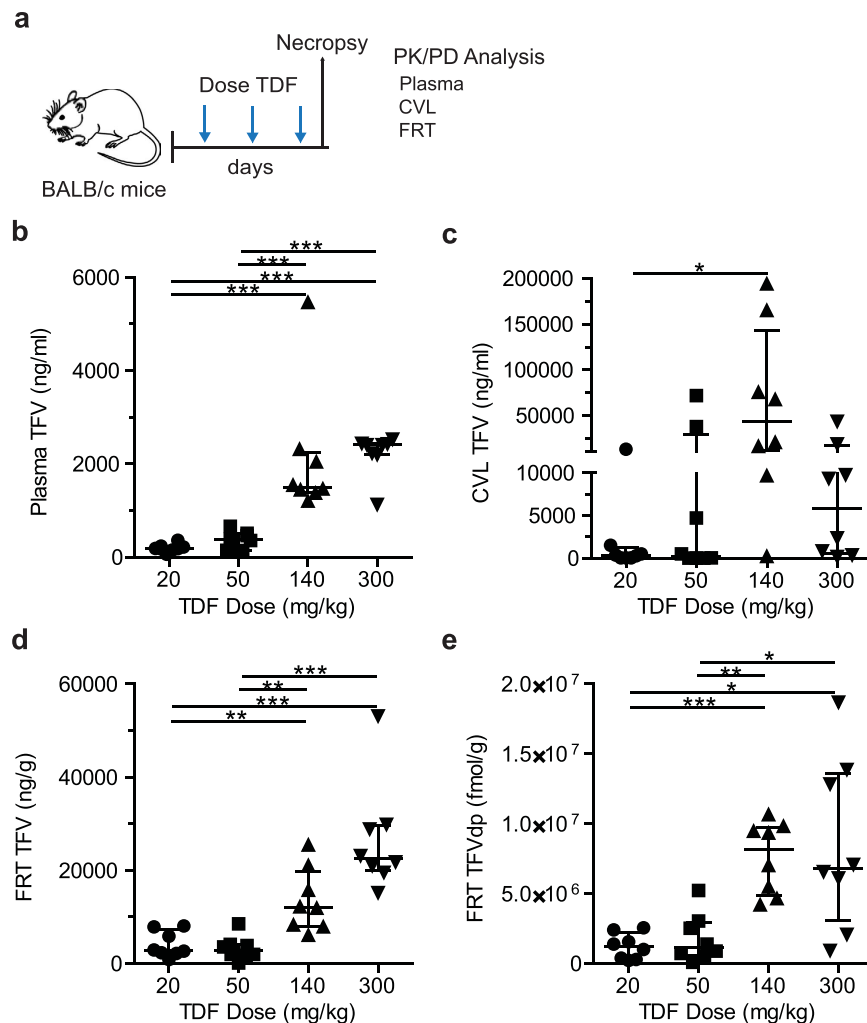 a
Necropsy
PK/PD Analysis
Dose TDF
Plasma
CVL
FRT
days
BALB/c mice
b
***
***
***
***
6000
4000
2000
0
Plasma TFV (ng/ml)
20 50 140 300
TDF Dose (mg/kg)
c
*
200000
150000
100000
50000
10000
5000
0
CVL TFV (ng/ml)
20 50 140 300
TDF Dose (mg/kg)
d
***
**
***
**
60000
40000
20000
0
FRT TFV (ng/g)
20 50 140 300
TDF Dose (mg/kg)
e
*
**
*
***
2.0×10⁷
1.5×10⁷
1.0×10⁷
5.0×10⁶
0
FRT TFVdp (fmol/g)
20 50 140 300
TDF Dose (mg/kg)